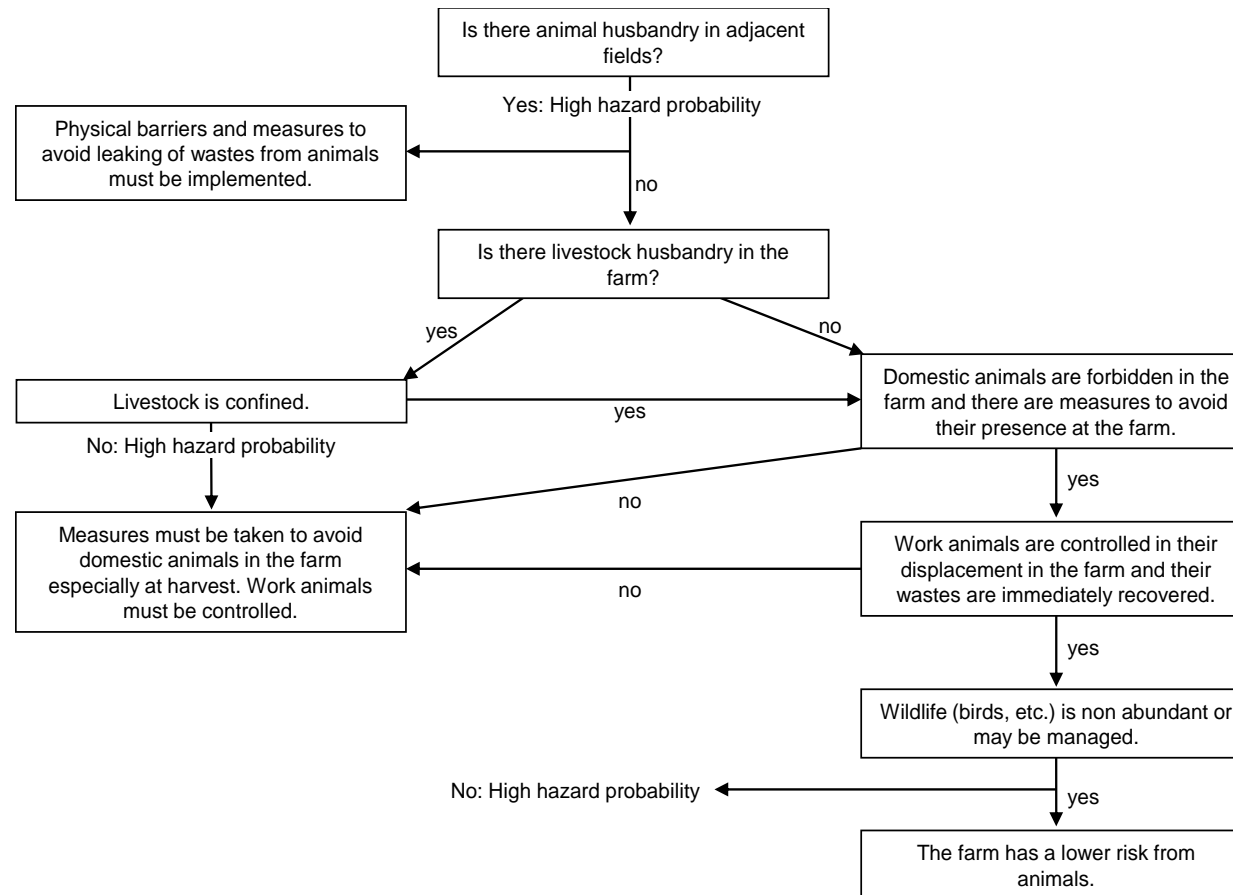 Is there animal husbandry in adjacent
fields?
Yes: High hazard probability
Physical barriers and measures to
avoid leaking of wastes from animals
must be implemented.
no
Is there livestock husbandry in the
farm?
yes
no
Livestock is confined.
yes
Domestic animals are forbidden in the
farm and there are measures to avoid
their presence at the farm.
No: High hazard probability
no
yes
Measures must be taken to avoid
domestic animals in the farm
especially at harvest. Work animals
must be controlled.
no
Work animals are controlled in their
displacement in the farm and their
wastes are immediately recovered.
yes
Wildlife (birds, etc.) is non abundant or
may be managed.
No: High hazard probability
yes
The farm has a lower risk from
animals.